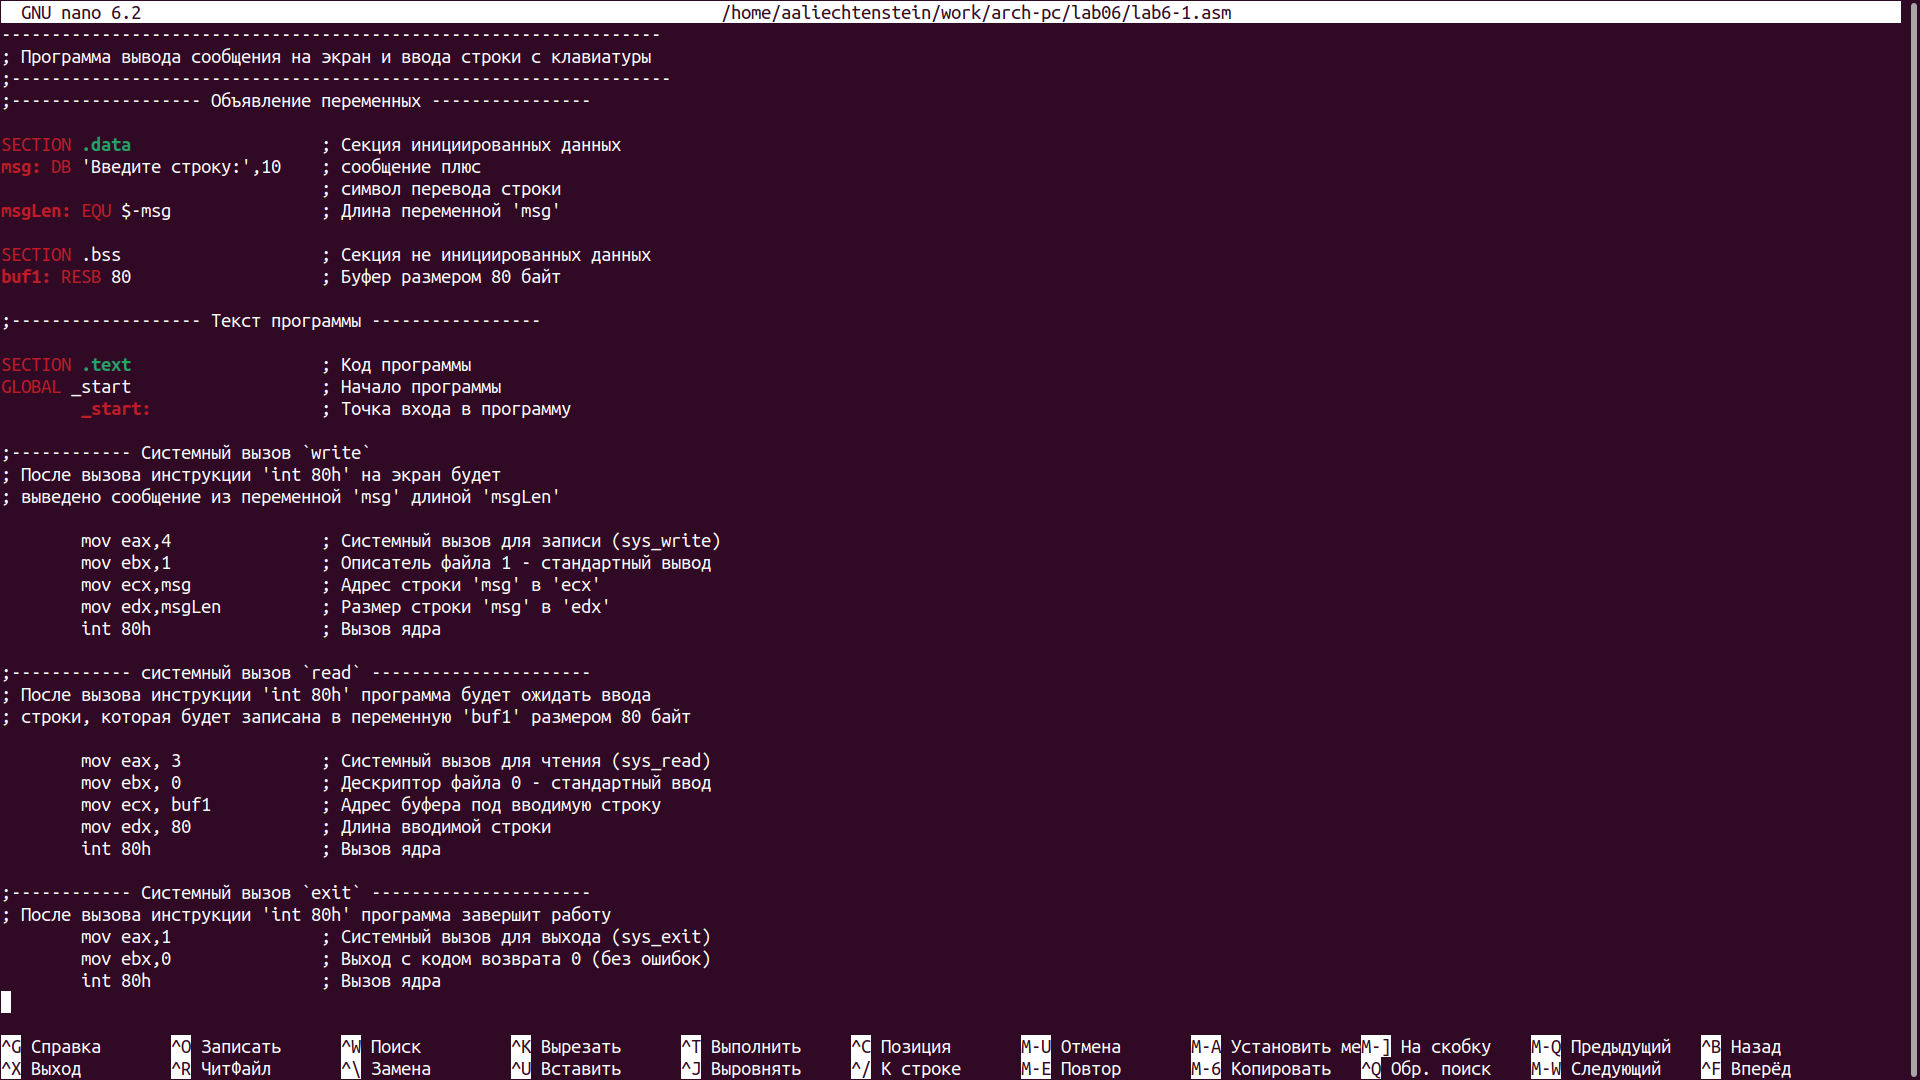 GNU nano 6.2 /home/aaliechtenstein/work/arch-pc/lab06/lab6-1.asm
------------------------------------------------------------------
; Программа вывода сообщения на экран и ввода строки с клавиатуры
;------------------------------------------------------------------
;------------------- Объявление переменных ----------------
SECTION .data ; Секция инициированных данных
msg: DB 'Введите строку:',10 ; сообщение плюс
; символ перевода строки
msgLen: EQU $-msg ; Длина переменной 'msg'
SECTION .bss ; Секция не инициированных данных
buf1: RESB 80 ; Буфер размером 80 байт
;------------------- Текст программы -----------------
SECTION .text ; Код программы
GLOBAL _start ; Начало программы
_start: ; Точка входа в программу
;------------ Системный вызов `write`
; После вызова инструкции 'int 80h' на экран будет
; выведено сообщение из переменной 'msg' длиной 'msgLen'
mov eax,4 ; Системный вызов для записи (sys_write)
mov ebx,1 ; Описатель файла 1 - стандартный вывод
mov ecx,msg ; Адрес строки 'msg' в 'ecx'
mov edx,msgLen ; Размер строки 'msg' в 'edx'
int 80h ; Вызов ядра
;------------ системный вызов `read` ----------------------
; После вызова инструкции 'int 80h' программа будет ожидать ввода
; строки, которая будет записана в переменную 'buf1' размером 80 байт
mov eax, 3 ; Системный вызов для чтения (sys_read)
mov ebx, 0 ; Дескриптор файла 0 - стандартный ввод
mov ecx, buf1 ; Адрес буфера под вводимую строку
mov edx, 80 ; Длина вводимой строки
int 80h ; Вызов ядра
;------------ Системный вызов `exit` ----------------------
; После вызова инструкции 'int 80h' программа завершит работу
mov eax,1 ; Системный вызов для выхода (sys_exit)
mov ebx,0 ; Выход с кодом возврата 0 (без ошибок)
int 80h ; Вызов ядра
^G Справка ^O Записать ^W Поиск ^K Вырезать ^T Выполнить ^C Позиция M-U Отмена M-A Установить ме M-] На скобку M-Q Предыдущий ^B Назад
^X Выход ^R ЧитФайл ^\ Замена ^U Вставить ^J Выровнять ^/ К строке M-E Повтор M-6 Копировать ^Q Обр. поиск M-W Следующий ^F Вперёд